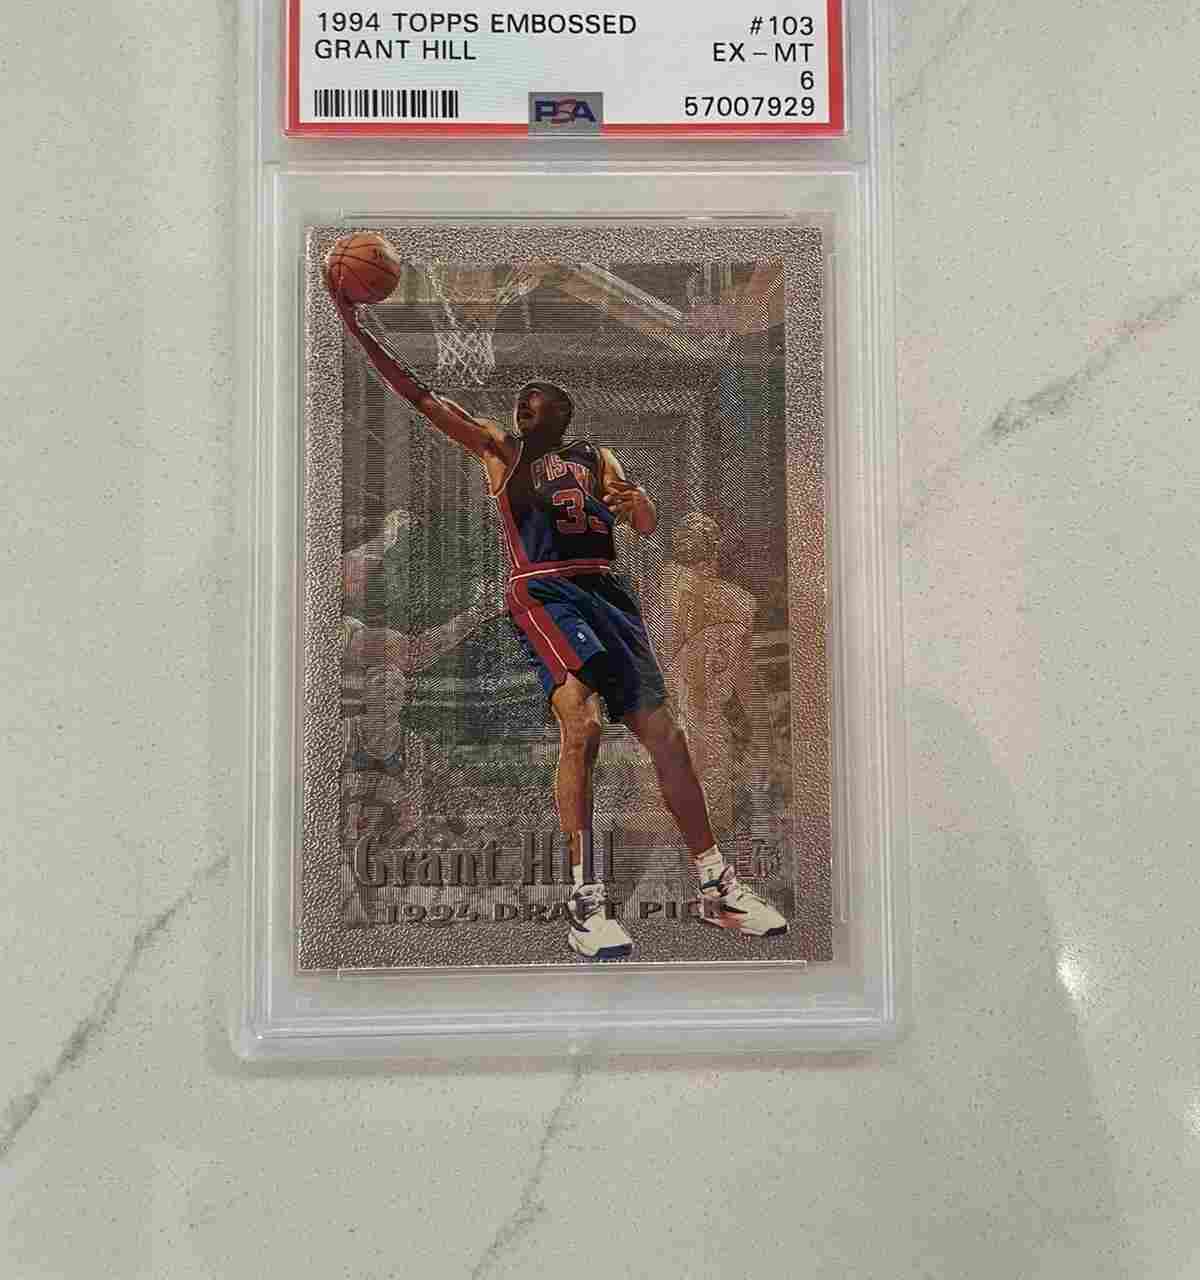 1994 TOPPS EMBOSSED #103
GRANT HILL EX - MT
6
PSA 57007929
PISTONS
33
Grant Hill
1994 DRAFT PICK